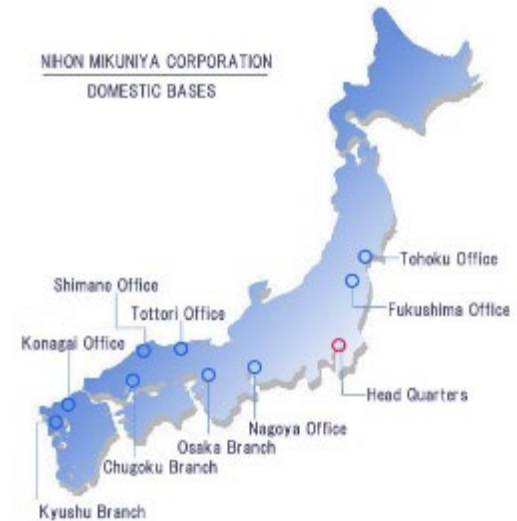 NIHON MIKUNIYA CORPORATION
DOMESTIC BASES
Tohoku Office
Shimane Office
Fukushima Office
Tottori Office
Konagai Office
Head Quarters
Nagoya Office
Osaka Branch
Chugoku Branch
Kyushu Branch